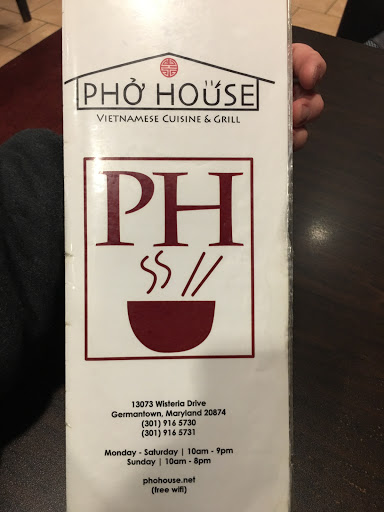 PHỞ HOUSE
VIETNAMESE CUISINE & GRILL
PH
13073 Wisteria Drive
Germantown, Maryland 20874
(301) 916 5730
(301) 916 5731
Monday - Saturday | 10am - 9pm
Sunday | 10am - 8pm
phohouse.net
(free wifi)